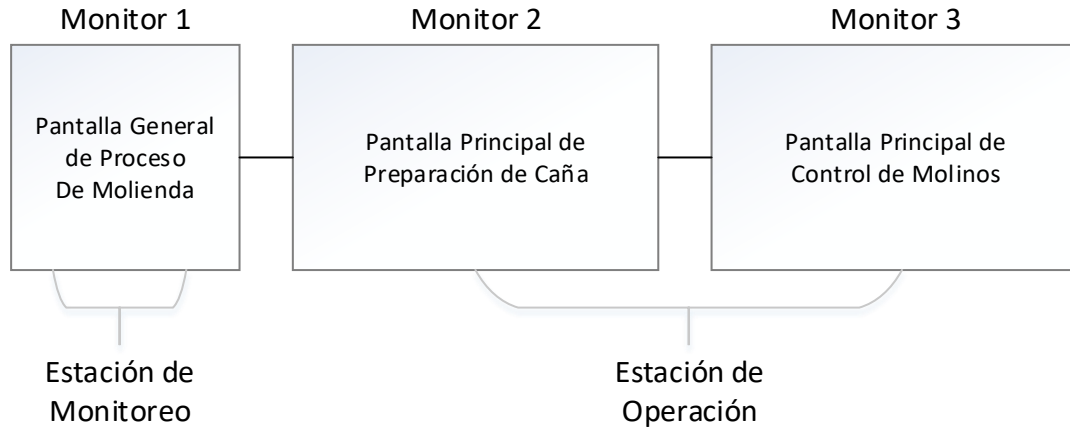 Monitor 1
Monitor 2
Monitor 3
Pantalla General
de Proceso
De Molienda
Pantalla Principal de
Preparación de Caña
Pantalla Principal de
Control de Molinos
Estación de
Monitoreo
Estación de
Operación